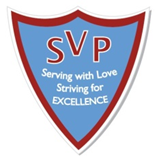 SVP
Serving with Love
Striving for
EXCELLENCE